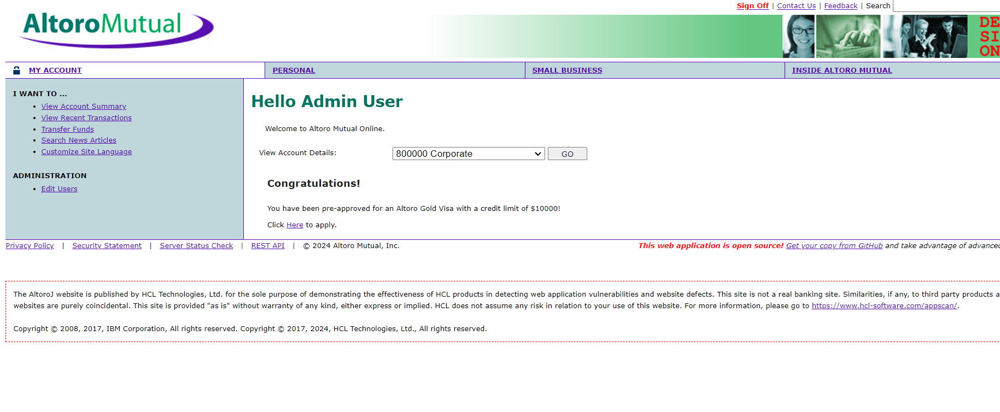 Sign Off | Contact Us | Feedback | Search
AltoroMutual
DE
SI
ON
MY ACCOUNT
PERSONAL
SMALL BUSINESS
INSIDE ALTORO MUTUAL
I WANT TO ...
View Account Summary
View Recent Transactions
Transfer Funds
Search News Articles
Customize Site Language
ADMINISTRATION
Edit Users
Hello Admin User
Welcome to Altoro Mutual Online.
View Account Details: 800000 Corporate GO
Congratulations!
You have been pre-approved for an Altoro Gold Visa with a credit limit of $10000!
Click Here to apply.
Privacy Policy | Security Statement | Server Status Check | REST API | © 2024 Altoro Mutual, Inc.
This web application is open source! Get your copy from GitHub and take advantage of advanced
The AltoroJ website is published by HCL Technologies, Ltd. for the sole purpose of demonstrating the effectiveness of HCL products in detecting web application vulnerabilities and website defects. This site is not a real banking site. Similarities, if any, to third party products a
websites are purely coincidental. This site is provided "as is" without warranty of any kind, either express or implied. HCL does not assume any risk in relation to your use of this website. For more information, please go to https://www.hcl-software.com/appscan/.
Copyright © 2008, 2017, IBM Corporation, All rights reserved. Copyright © 2017, 2024, HCL Technologies, Ltd., All rights reserved.